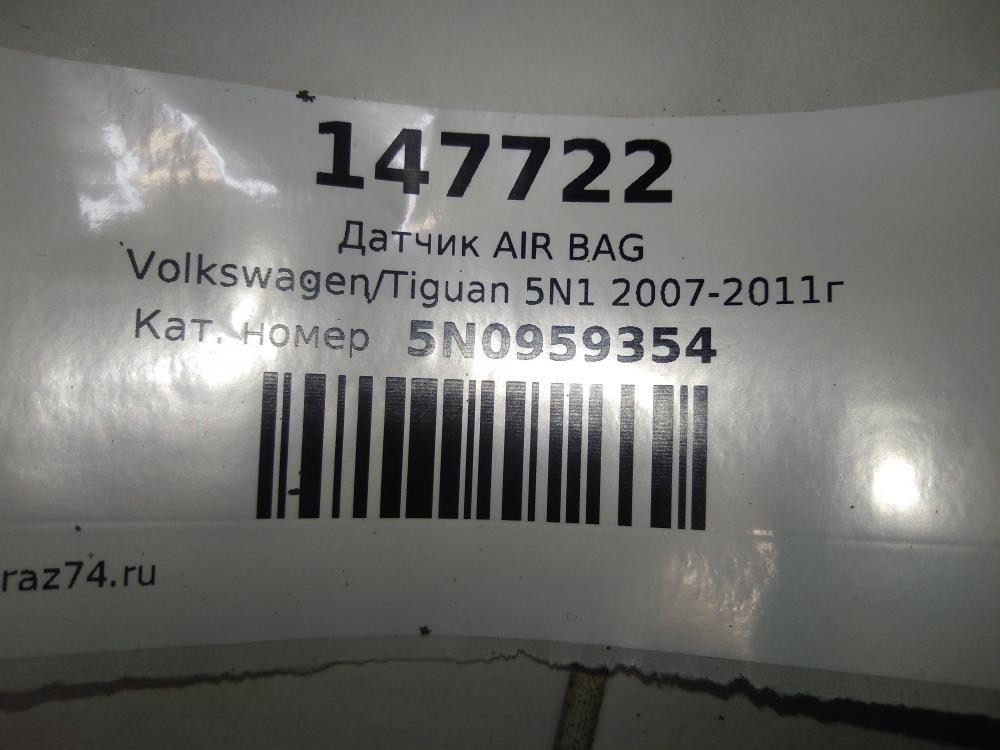 147722
Датчик AIR BAG
Volkswagen/Tiguan 5N1 2007-2011г
Кат. номер 5N0959354
raz74.ru